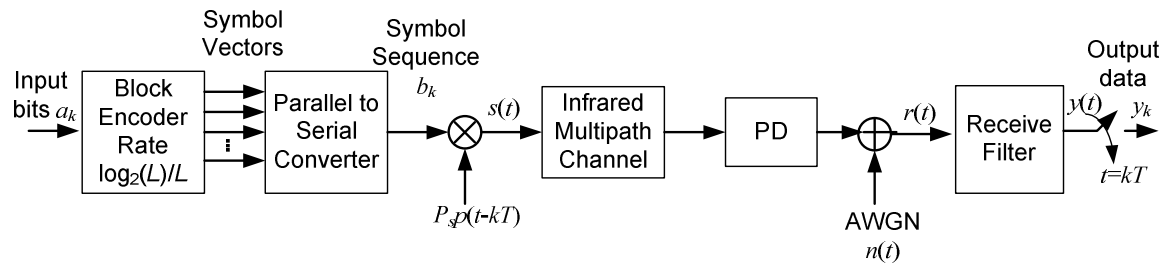 Input
bits a_k
Block
Encoder
Rate
log₂(L)/L
Symbol
Vectors
Parallel to
Serial
Converter
Symbol
Sequence
b_k
P_s p(t-kT)
s(t)
Infrared
Multipath
Channel
PD
AWGN
n(t)
r(t)
Receive
Filter
y(t)
t=kT
Output
data
y_k